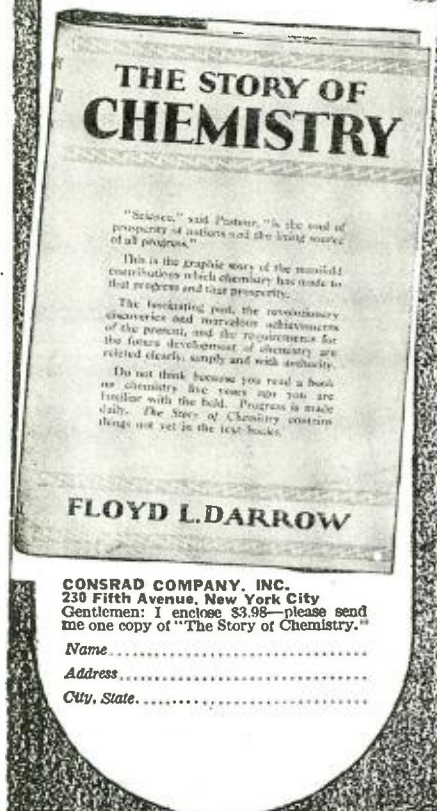 THE STORY OF
CHEMISTRY
"Science," said Pasteur, "is the soul of
prosperity of nations and the living source
of all progress."
This is the graphic story of the manifold
contributions which chemistry has made to
that progress and that prosperity.
The fascinating past, the revolutionary
discoveries and marvelous achievements
of the present, and the requirements for
the future development of chemistry are
related clearly, simply and with authority.
Do not think because you read a book
on chemistry five years ago you are
familiar with the field. Progress is made
daily. The Story of Chemistry contains
things not yet in the text books.
FLOYD L. DARROW
CONSRAD COMPANY, INC.
230 Fifth Avenue, New York City
Gentlemen: I enclose $3.98—please send
me one copy of "The Story of Chemistry."
Name
Address
City, State